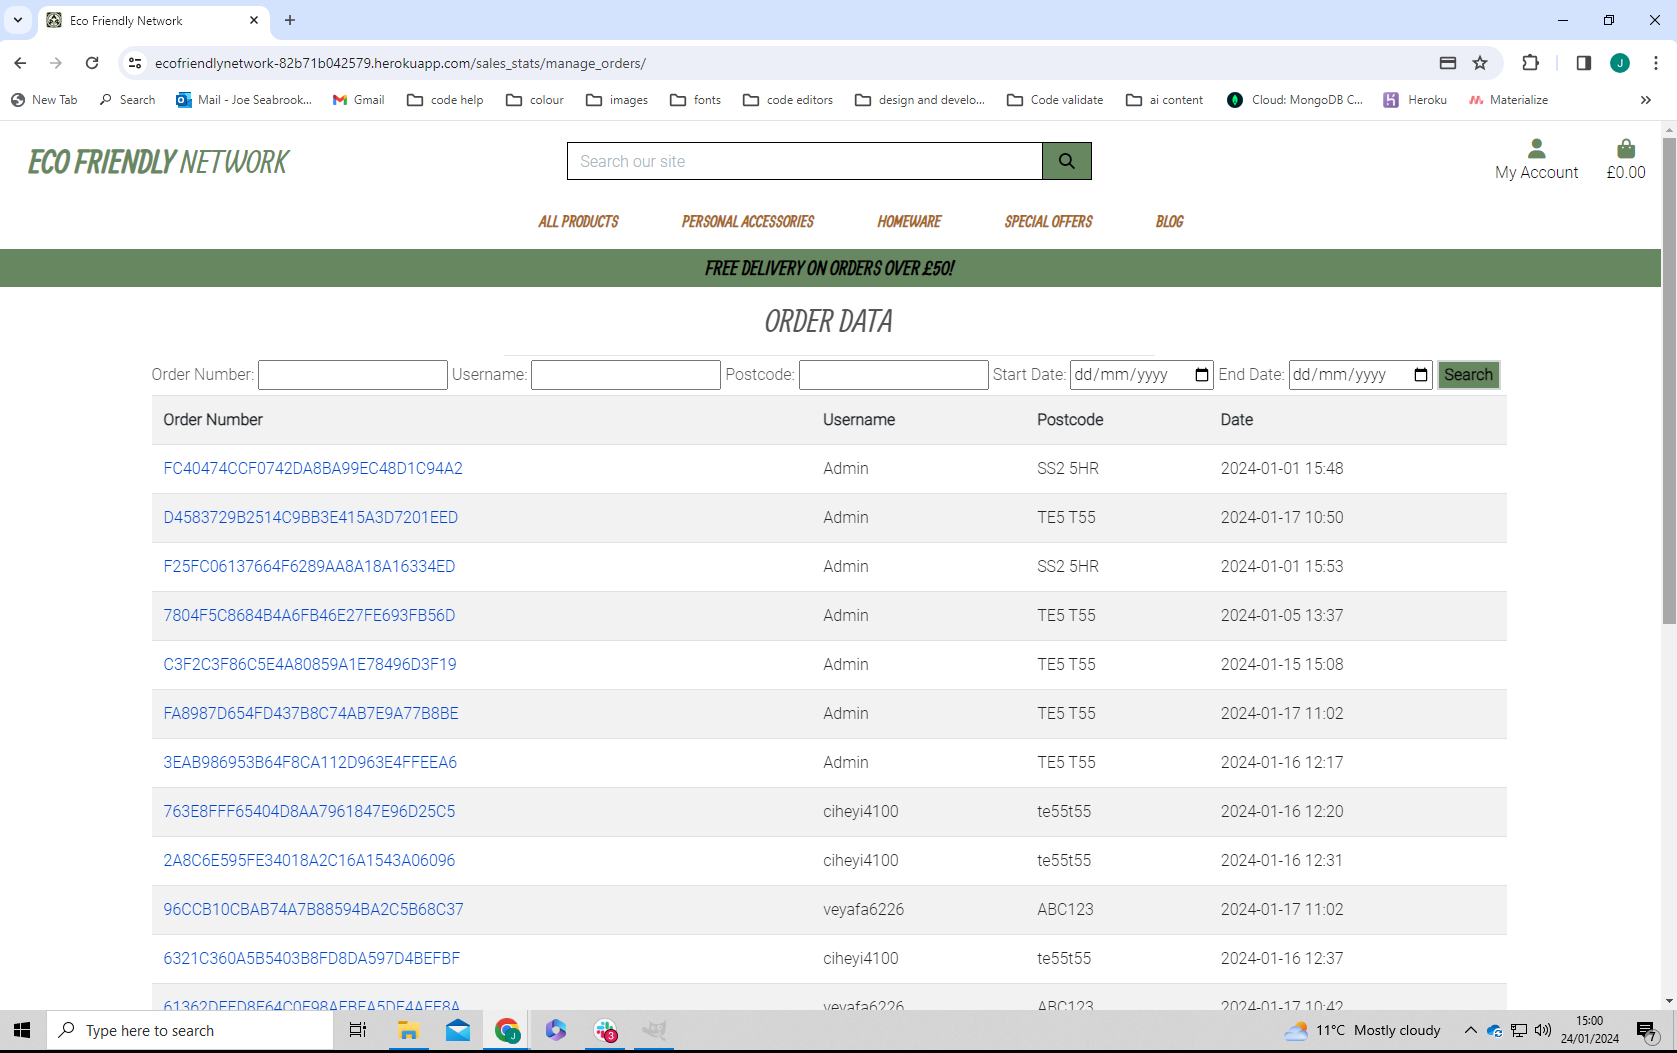 Eco Friendly Network
ecofriendlynetwork-82b71b042579.herokuapp.com/sales_stats/manage_orders/
J
New Tab Search Mail - Joe Seabrook... Gmail code help colour images fonts code editors design and develo... Code validate ai content Cloud: MongoDB C... Heroku Materialize
ECO FRIENDLY NETWORK
Search our site
My Account
£0.00
ALL PRODUCTS PERSONAL ACCESSORIES HOMEWARE SPECIAL OFFERS BLOG
FREE DELIVERY ON ORDERS OVER £50!
ORDER DATA
Order Number: Username: Postcode: Start Date: dd/mm/yyyy End Date: dd/mm/yyyy Search
Order Number Username Postcode Date
FC40474CCF0742DA8BA99EC48D1C94A2 Admin SS2 5HR 2024-01-01 15:48
D4583729B2514C9BB3E415A3D7201EED Admin TE5 T55 2024-01-17 10:50
F25FC06137664F6289AA8A18A16334ED Admin SS2 5HR 2024-01-01 15:53
7804F5C8684B4A6FB46E27FE693FB56D Admin TE5 T55 2024-01-05 13:37
C3F2C3F86C5E4A80859A1E78496D3F19 Admin TE5 T55 2024-01-15 15:08
FA8987D654FD437B8C74AB7E9A77B8BE Admin TE5 T55 2024-01-17 11:02
3EAB986953B64F8CA112D963E4FFEEA6 Admin TE5 T55 2024-01-16 12:17
763E8FFF65404D8AA7961847E96D25C5 ciheyi4100 te55t55 2024-01-16 12:20
2A8C6E595FE34018A2C16A1543A06096 ciheyi4100 te55t55 2024-01-16 12:31
96CCB10CBAB74A7B88594BA2C5B68C37 veyafa6226 ABC123 2024-01-17 11:02
6321C360A5B5403B8FD8DA597D4BEFBF ciheyi4100 te55t55 2024-01-16 12:37
veyafa6226 ABC123 2024-01-17 10:42
Type here to search
J
3
11°C Mostly cloudy
15:00
24/01/2024
7